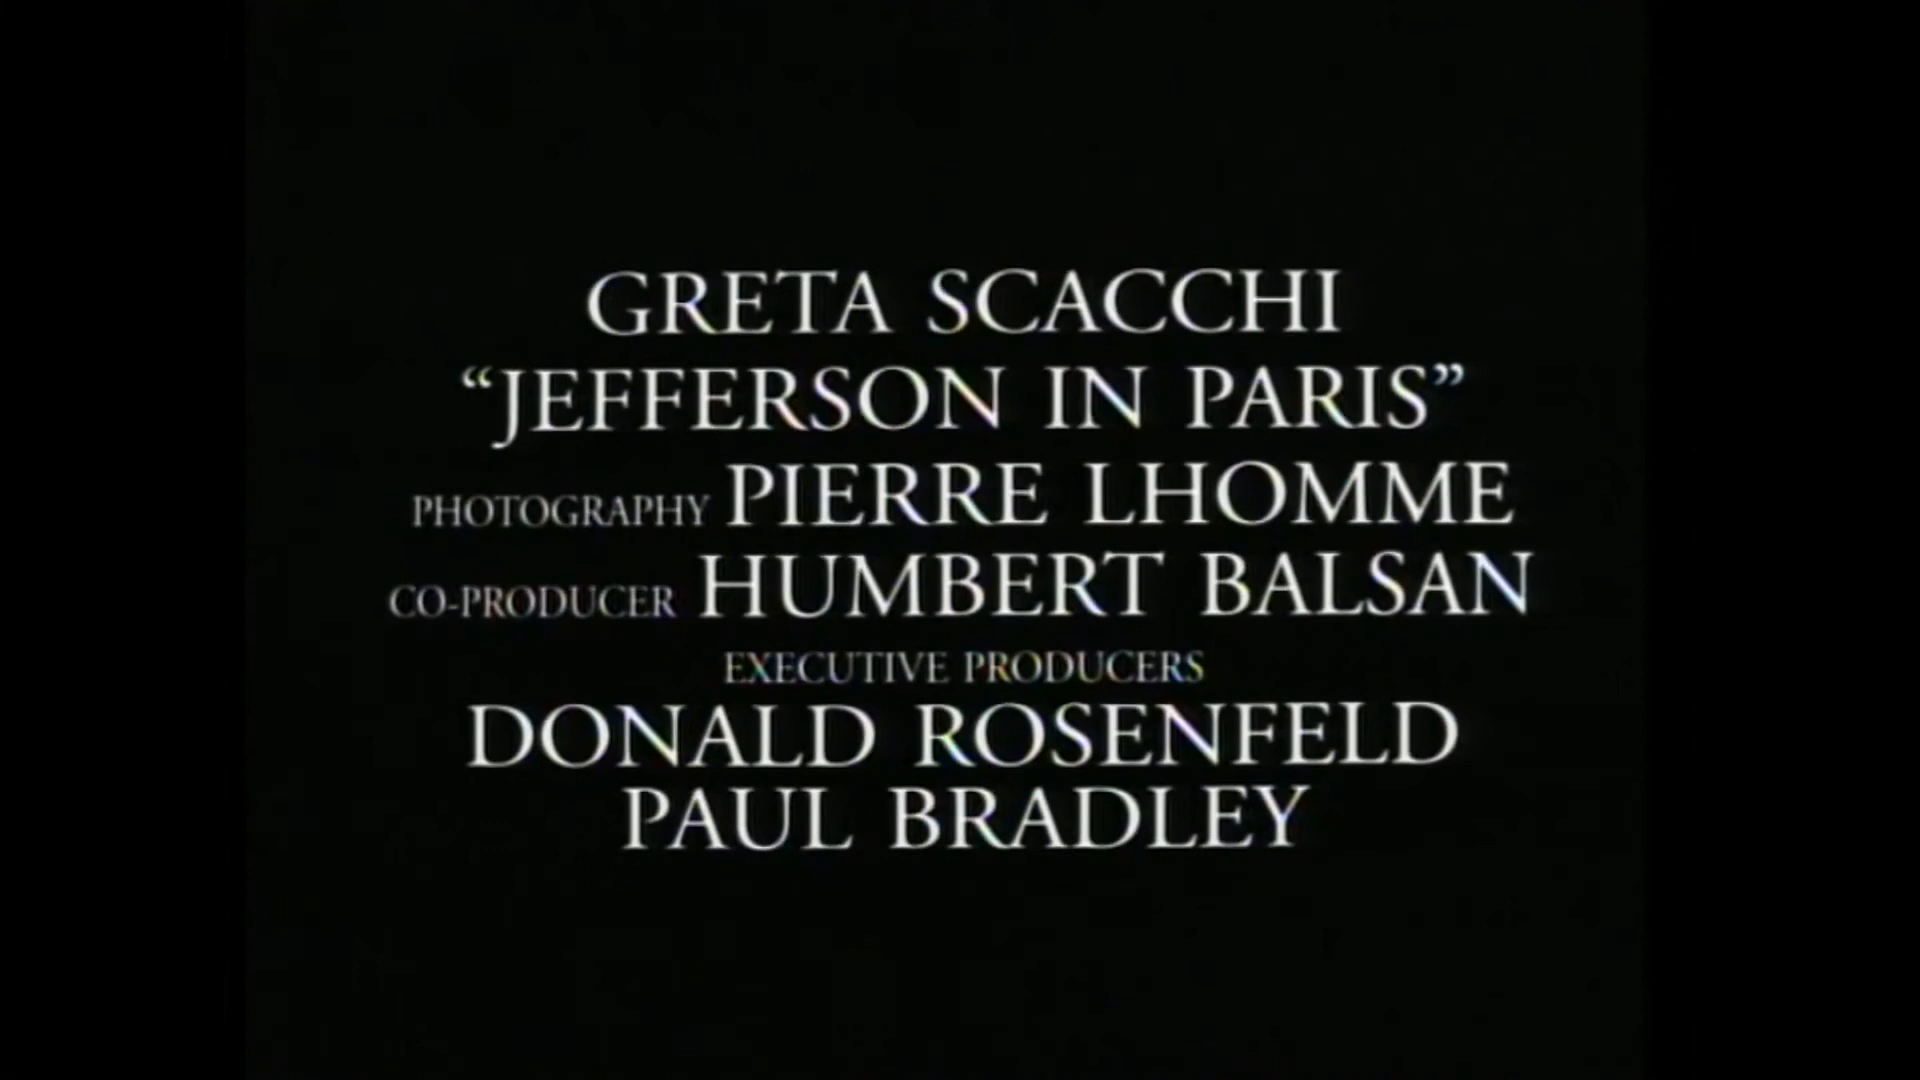 GRETA SCACCHI
“JEFFERSON IN PARIS”
PHOTOGRAPHY PIERRE LHOMME
CO-PRODUCER HUMBERT BALSAN
EXECUTIVE PRODUCERS
DONALD ROSENFELD
PAUL BRADLEY